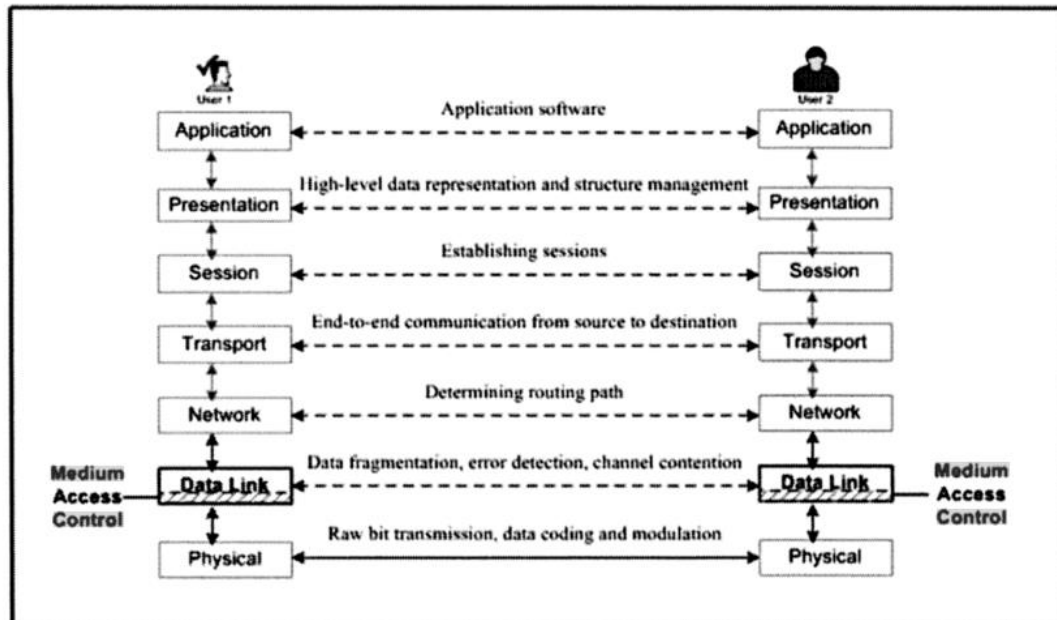 User 1
User 2
Application
Application software
Application
High-level data representation and structure management
Presentation
Presentation
Establishing sessions
Session
Session
End-to-end communication from source to destination
Transport
Transport
Determining routing path
Network
Network
Data fragmentation, error detection, channel contention
Medium
Access
Control
Data Link
Data Link
Medium
Access
Control
Raw bit transmission, data coding and modulation
Physical
Physical